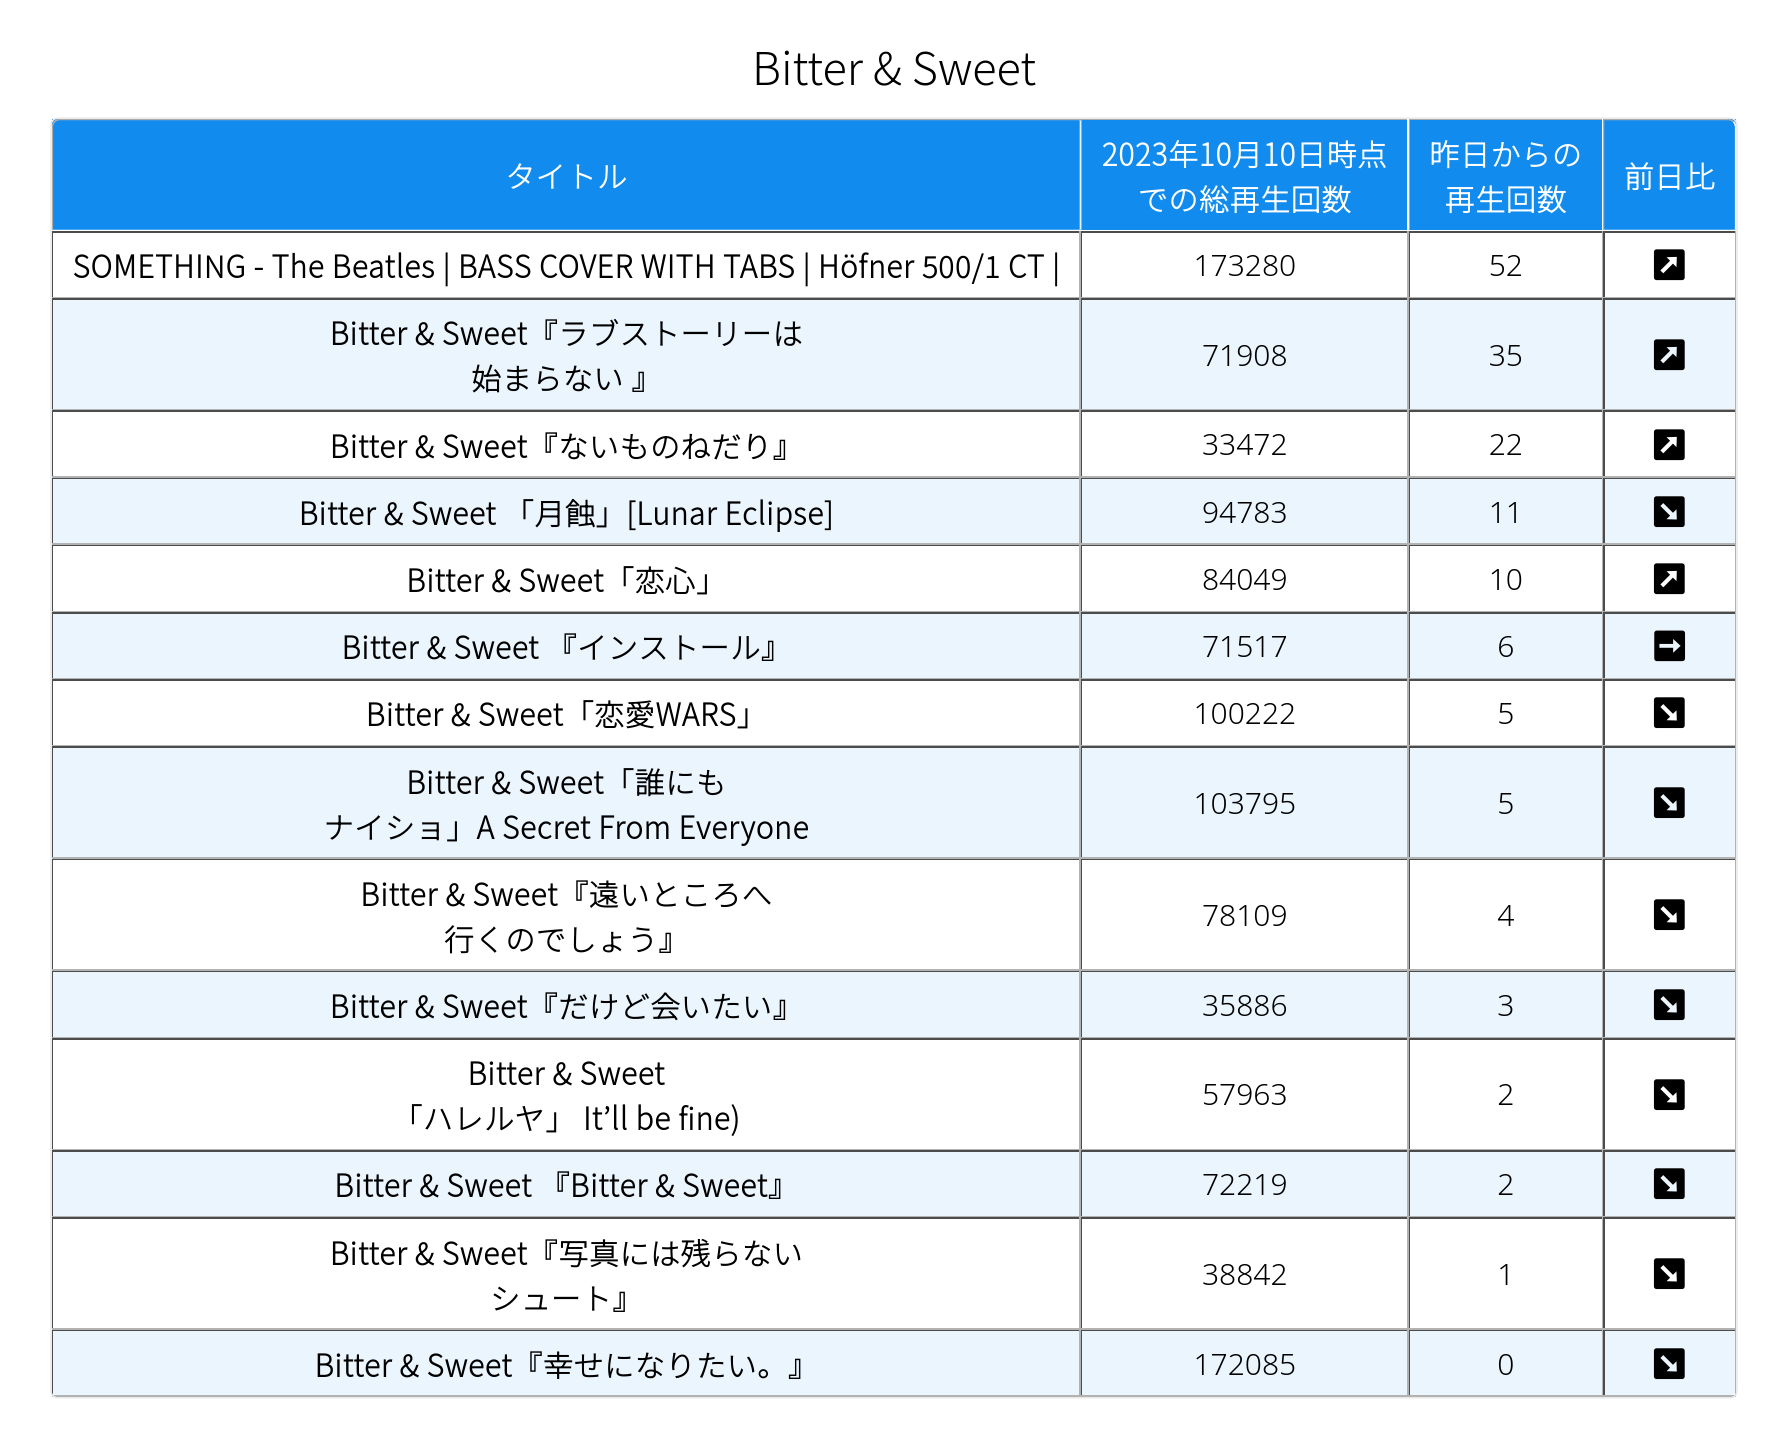 Bitter & Sweet
タイトル
2023年10月10日時点
での総再生回数
昨日からの
再生回数
前日比
SOMETHING - The Beatles | BASS COVER WITH TABS | Höfner 500/1 CT |
173280
52
Bitter & Sweet『ラブストーリーは
始まらない 』
71908
35
Bitter & Sweet『ないものねだり』
33472
22
Bitter & Sweet 「月蝕」[Lunar Eclipse]
94783
11
Bitter & Sweet「恋心」
84049
10
Bitter & Sweet 『インストール』
71517
6
Bitter & Sweet「恋愛WARS」
100222
5
Bitter & Sweet「誰にも
ナイショ」A Secret From Everyone
103795
5
Bitter & Sweet『遠いところへ
行くのでしょう』
78109
4
Bitter & Sweet『だけど会いたい』
35886
3
Bitter & Sweet
「ハレルヤ」 It’ll be fine)
57963
2
Bitter & Sweet 『Bitter & Sweet』
72219
2
Bitter & Sweet『写真には残らない
シュート』
38842
1
Bitter & Sweet『幸せになりたい。』
172085
0